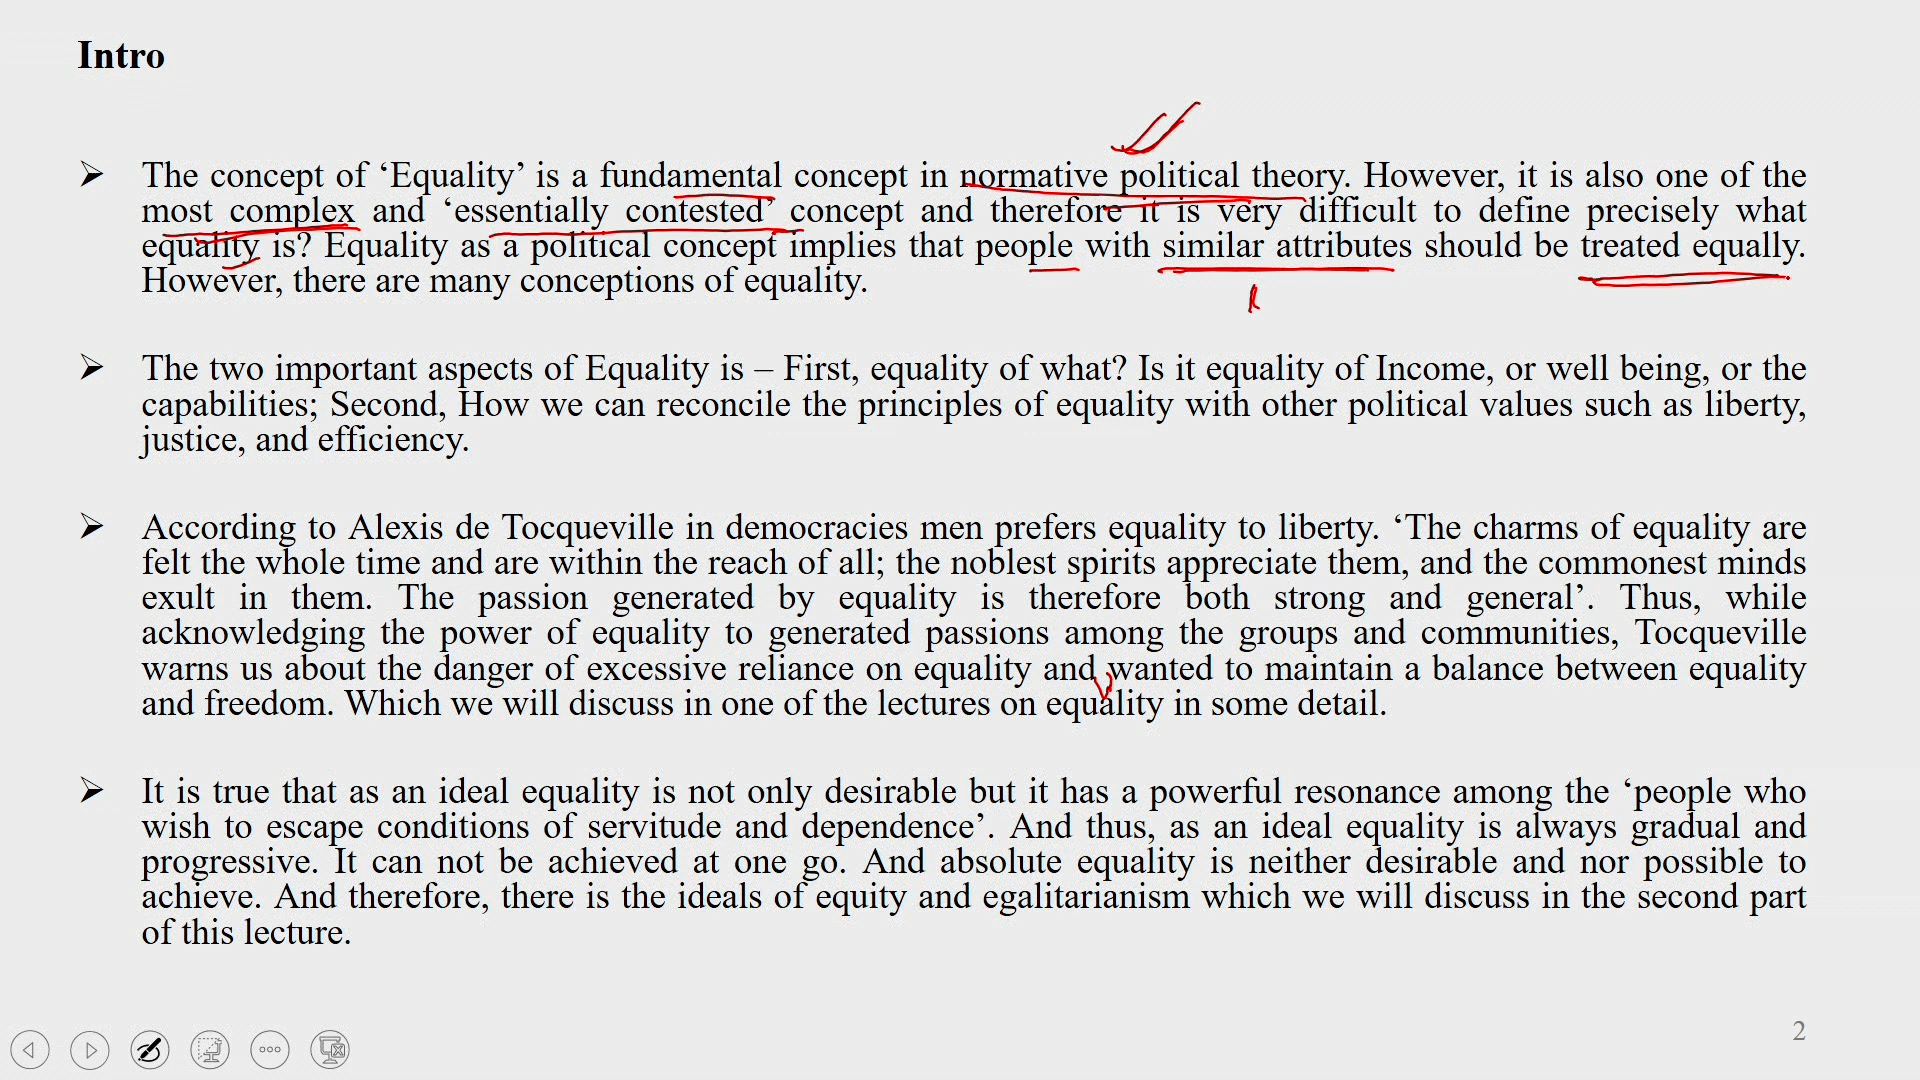 Intro
➢ The concept of ‘Equality’ is a fundamental concept in normative political theory. However, it is also one of the
most complex and ‘essentially contested’ concept and therefore it is very difficult to define precisely what
equality is? Equality as a political concept implies that people with similar attributes should be treated equally.
However, there are many conceptions of equality.
➢ The two important aspects of Equality is – First, equality of what? Is it equality of Income, or well being, or the
capabilities; Second, How we can reconcile the principles of equality with other political values such as liberty,
justice, and efficiency.
➢ According to Alexis de Tocqueville in democracies men prefers equality to liberty. ‘The charms of equality are
felt the whole time and are within the reach of all; the noblest spirits appreciate them, and the commonest minds
exult in them. The passion generated by equality is therefore both strong and general’. Thus, while
acknowledging the power of equality to generated passions among the groups and communities, Tocqueville
warns us about the danger of excessive reliance on equality and wanted to maintain a balance between equality
and freedom. Which we will discuss in one of the lectures on equality in some detail.
➢ It is true that as an ideal equality is not only desirable but it has a powerful resonance among the ‘people who
wish to escape conditions of servitude and dependence’. And thus, as an ideal equality is always gradual and
progressive. It can not be achieved at one go. And absolute equality is neither desirable and nor possible to
achieve. And therefore, there is the ideals of equity and egalitarianism which we will discuss in the second part
of this lecture.
2